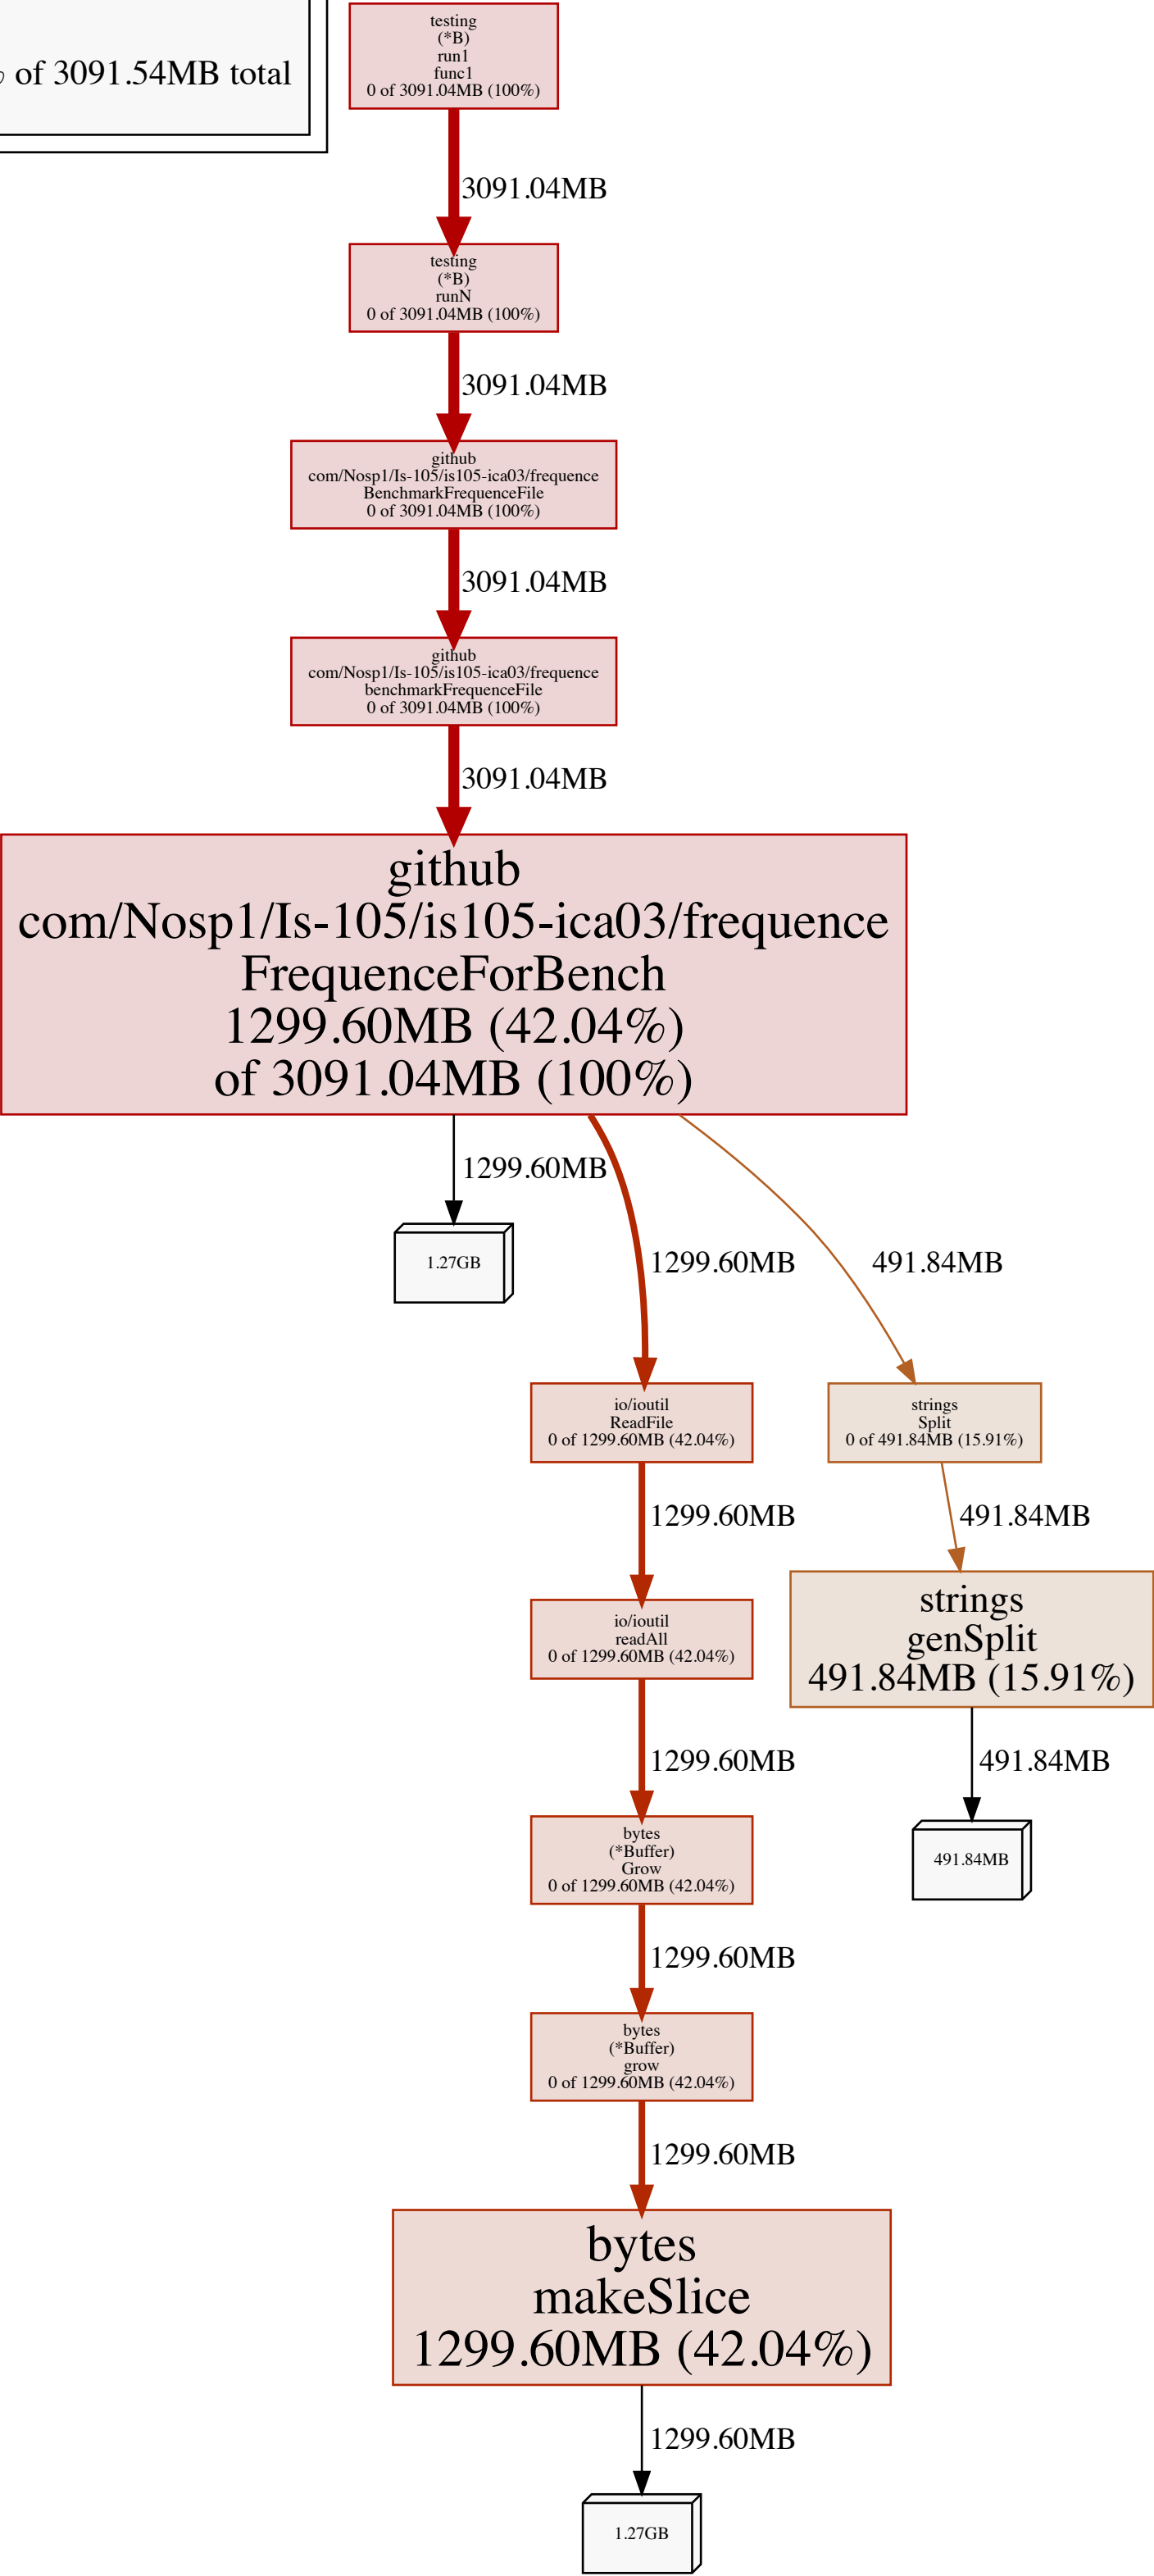 of 3091.54MB total
testing
(*B)
run1
func1
0 of 3091.04MB (100%)
3091.04MB
testing
(*B)
runN
0 of 3091.04MB (100%)
3091.04MB
github
com/Nosp1/Is-105/is105-ica03/frequence
BenchmarkFrequenceFile
0 of 3091.04MB (100%)
3091.04MB
github
com/Nosp1/Is-105/is105-ica03/frequence
benchmarkFrequenceFile
0 of 3091.04MB (100%)
3091.04MB
github
com/Nosp1/Is-105/is105-ica03/frequence
FrequenceForBench
1299.60MB (42.04%)
of 3091.04MB (100%)
1299.60MB
1299.60MB
491.84MB
1.27GB
io/ioutil
ReadFile
0 of 1299.60MB (42.04%)
strings
Split
0 of 491.84MB (15.91%)
1299.60MB
491.84MB
io/ioutil
readAll
0 of 1299.60MB (42.04%)
strings
genSplit
491.84MB (15.91%)
1299.60MB
491.84MB
bytes
(*Buffer)
Grow
0 of 1299.60MB (42.04%)
491.84MB
1299.60MB
bytes
(*Buffer)
grow
0 of 1299.60MB (42.04%)
1299.60MB
bytes
makeSlice
1299.60MB (42.04%)
1299.60MB
1.27GB